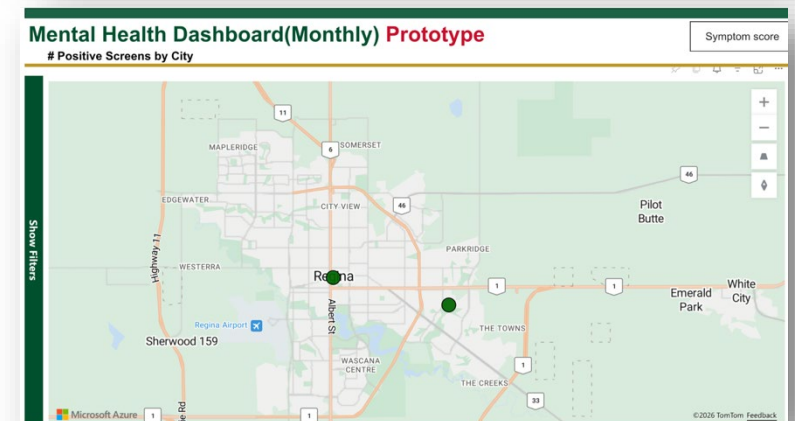 Mental Health Dashboard(Monthly) Prototype
Symptom score
# Positive Screens by City
Show Filters
11
MAPLERIDGE
6
SOMERSET
46
EDGEWATER
CITY VIEW
46
Pilot
Butte
Highway 11
PARKRIDGE
WESTERRA
Regina
1
1
White
City
Emerald
Park
Albert St
Regina Airport
THE TOWNS
Sherwood 159
WASCANA
CENTRE
1
THE CREEKS
33
Microsoft Azure
1
1
©2026 TomTom Feedback